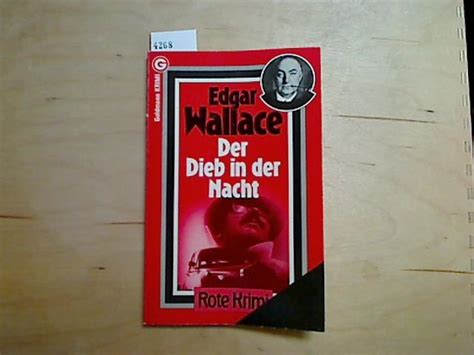 4268
G
Goldmann Krimi
Edgar
Wallace
Der
Dieb in der
Nacht
Rote Krimi